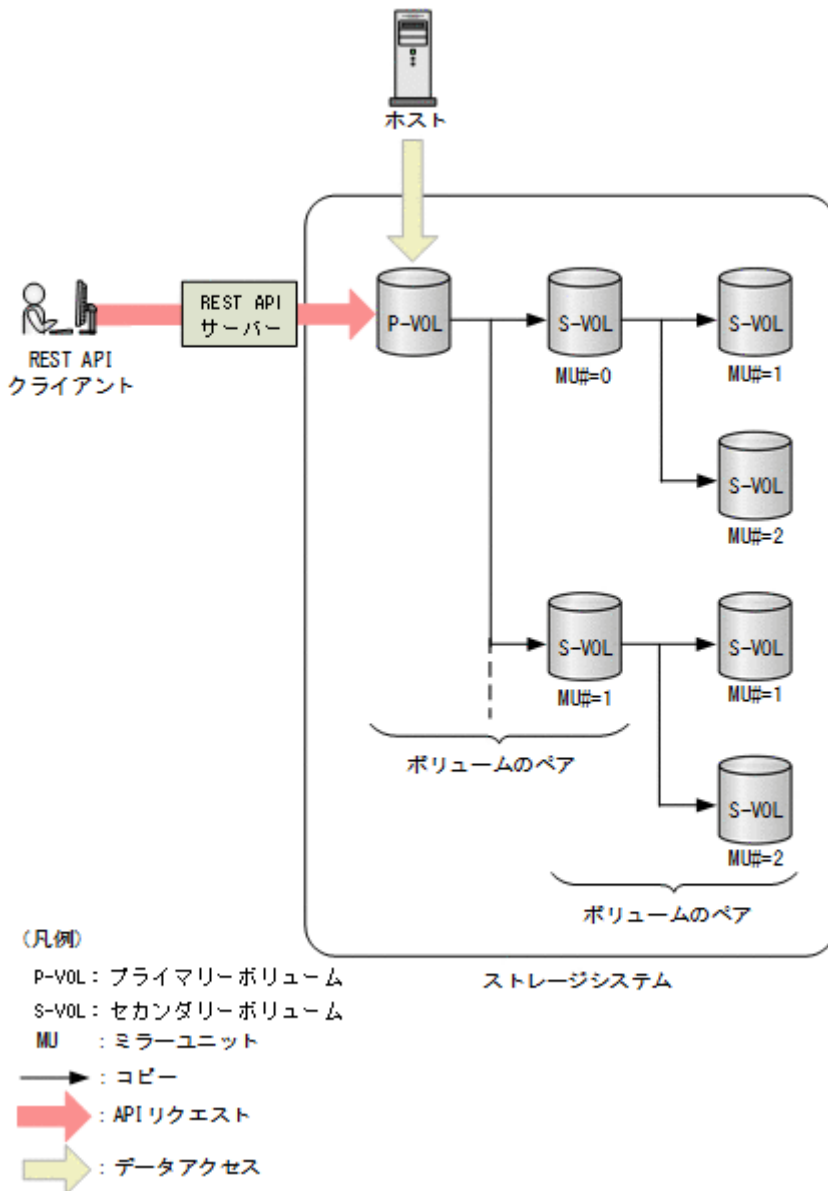 ホスト
REST API
サーバー
REST API
クライアント
P-VOL
S-VOL
MU#=0
S-VOL
MU#=1
S-VOL
MU#=2
S-VOL
MU#=1
S-VOL
MU#=1
S-VOL
MU#=2
ボリュームのペア
ボリュームのペア
ストレージシステム
(凡例)
P-VOL：プライマリーボリューム
S-VOL：セカンダリーボリューム
MU ：ミラーユニット
：コピー
：APIリクエスト
：データアクセス